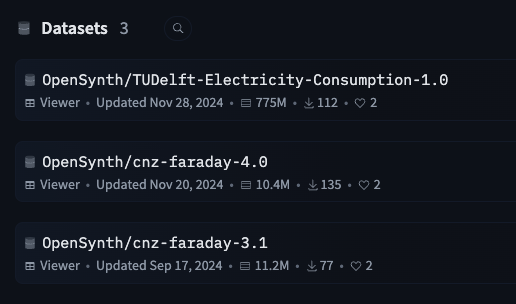 Datasets 3
OpenSynth/TUDelft-Electricity-Consumption-1.0
Viewer • Updated Nov 28, 2024 • 775M • 112 • 2
OpenSynth/cnz-faraday-4.0
Viewer • Updated Nov 20, 2024 • 10.4M • 135 • 2
OpenSynth/cnz-faraday-3.1
Viewer • Updated Sep 17, 2024 • 11.2M • 77 • 2